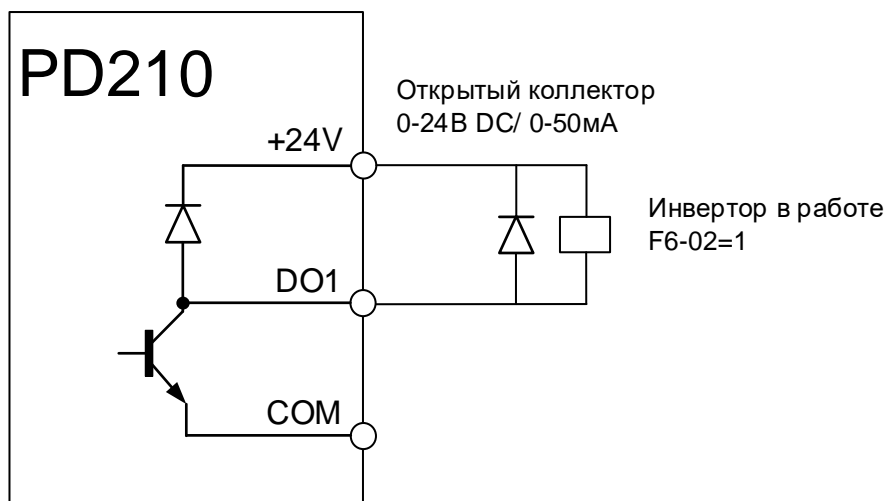 PD210
Открытый коллектор
0-24В DC/ 0-50мА
+24V
Инвертор в работе
F6-02=1
DO1
COM